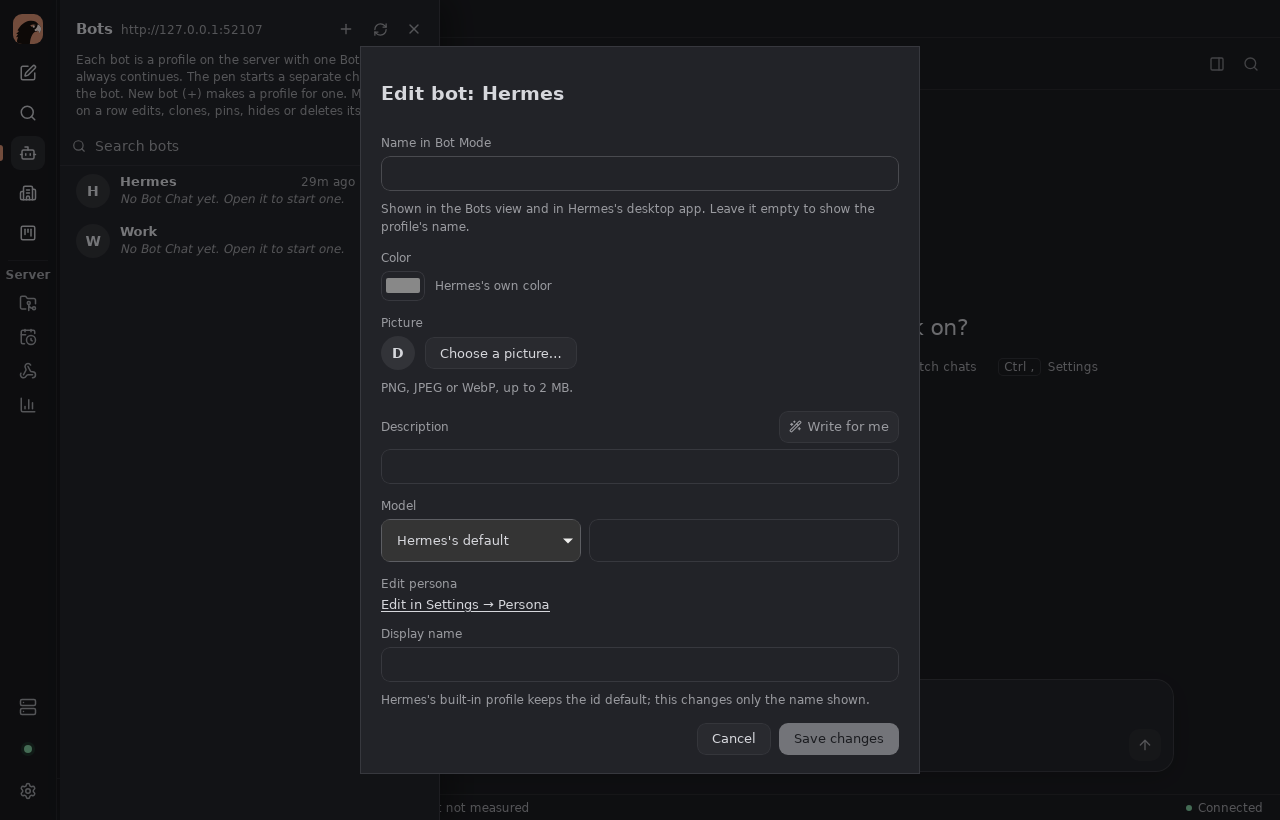 Bots http://127.0.0.1:52107
Each bot is a profile on the server with one Bot
always continues. The pen starts a separate ch
the bot. New bot (+) makes a profile for one. M
on a row edits, clones, pins, hides or deletes its
Search bots
H
Hermes 29m ago
No Bot Chat yet. Open it to start one.
W
Work
No Bot Chat yet. Open it to start one.
Server
Edit bot: Hermes
Name in Bot Mode
Shown in the Bots view and in Hermes's desktop app. Leave it empty to show the
profile's name.
Color
Hermes's own color
Picture
D
Choose a picture…
PNG, JPEG or WebP, up to 2 MB.
Description
Write for me
Model
Hermes's default
Edit persona
Edit in Settings → Persona
Display name
Hermes's built-in profile keeps the id default; this changes only the name shown.
Cancel
Save changes
on?
tch chats Ctrl , Settings
not measured
Connected